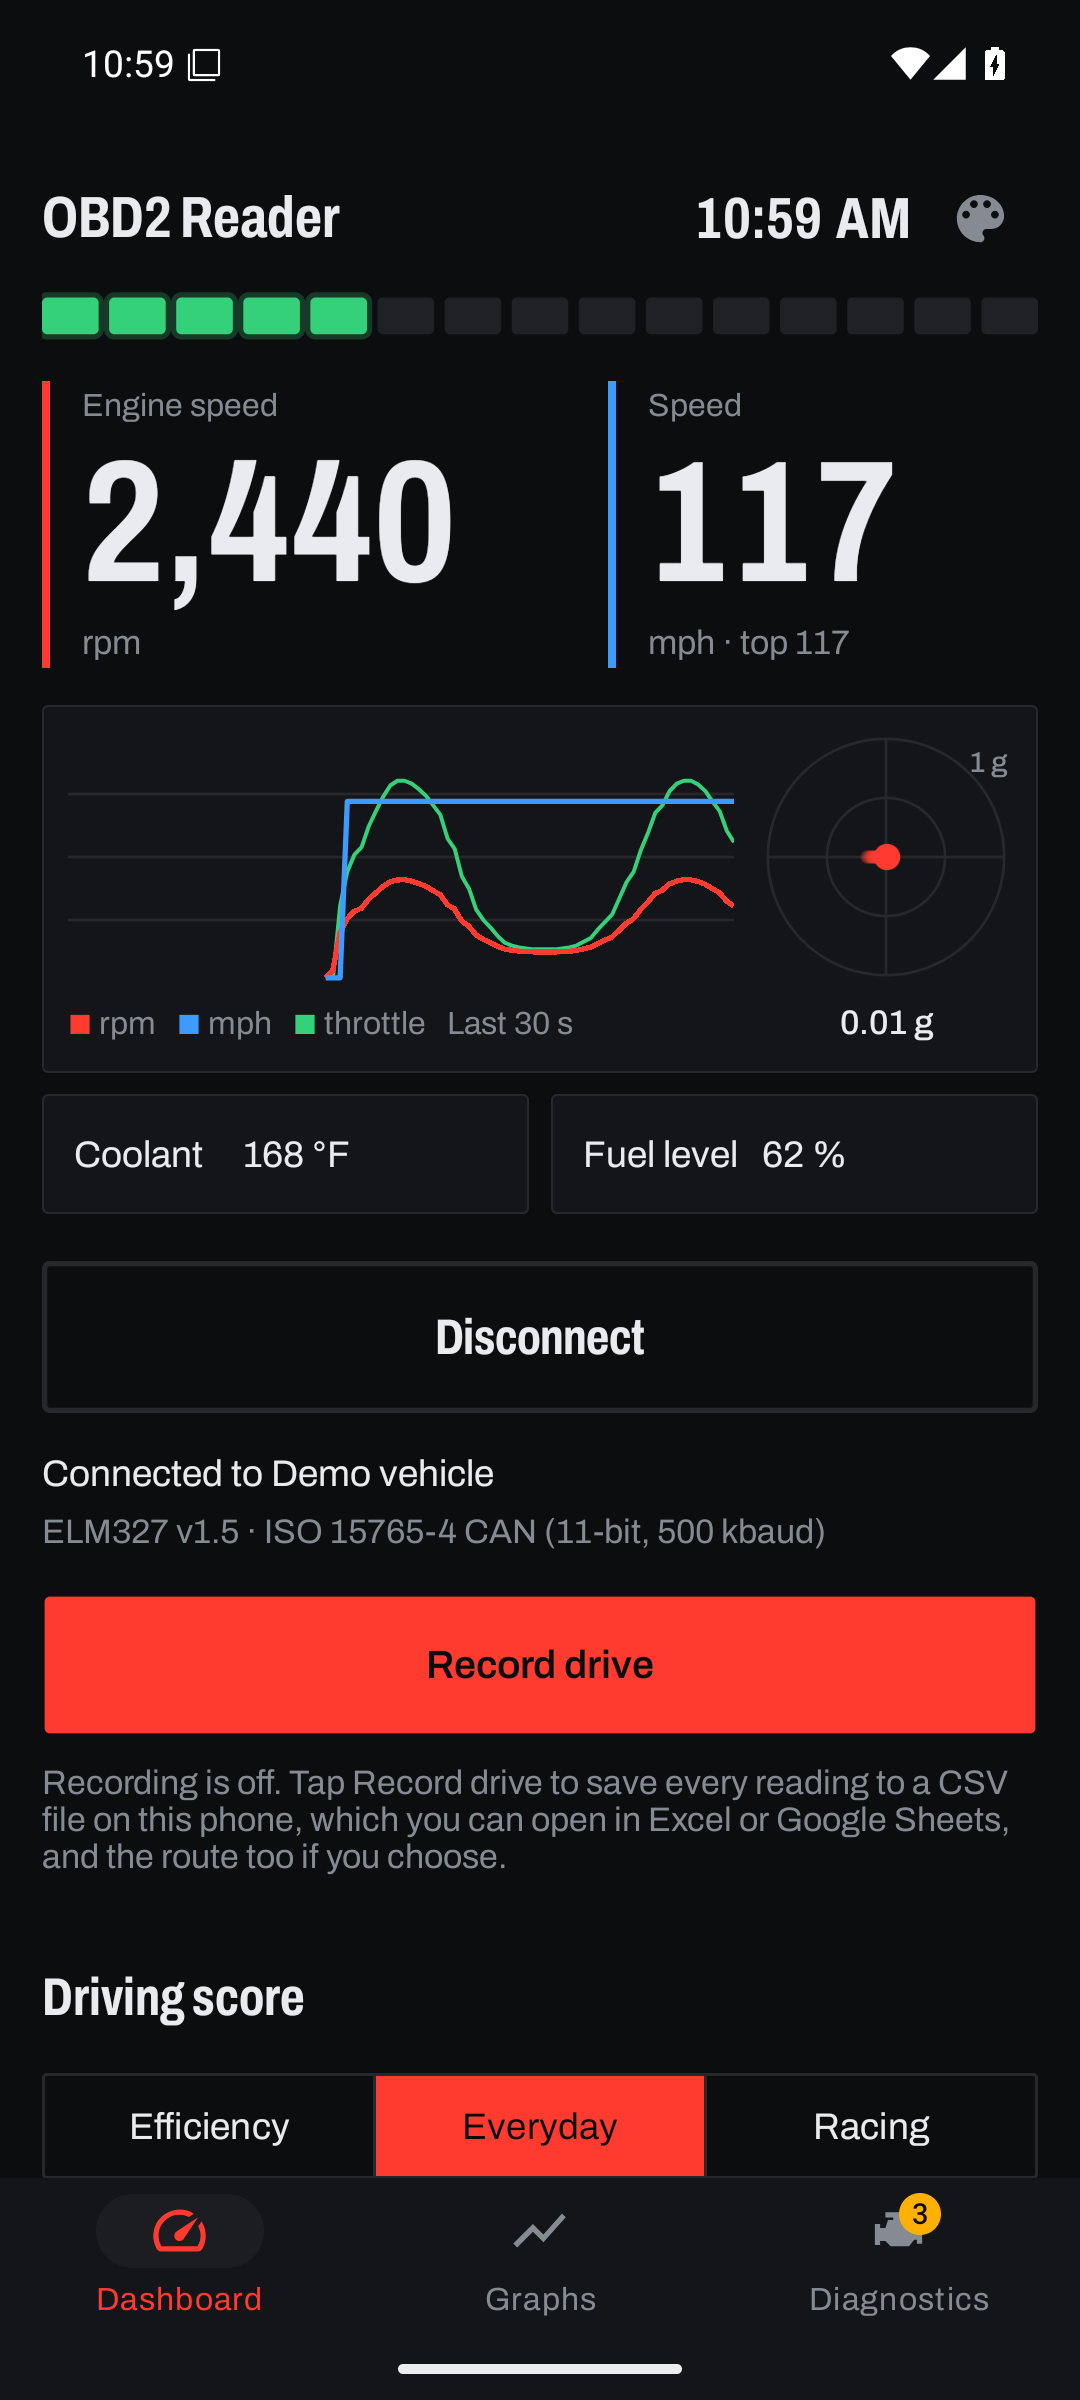 10:59
OBD2 Reader
10:59 AM
Engine speed
Speed
2,440
117
rpm
mph · top 117
1 g
rpm mph throttle Last 30 s
0.01 g
Coolant 168 °F
Fuel level 62 %
Disconnect
Connected to Demo vehicle
ELM327 v1.5 · ISO 15765-4 CAN (11-bit, 500 kbaud)
Record drive
Recording is off. Tap Record drive to save every reading to a CSV
file on this phone, which you can open in Excel or Google Sheets,
and the route too if you choose.
Driving score
Efficiency
Everyday
Racing
3
Dashboard
Graphs
Diagnostics